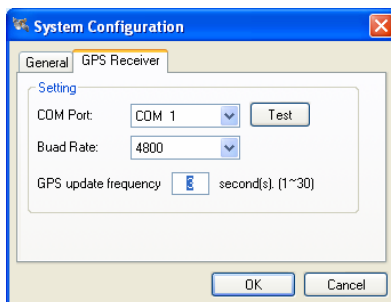 System Configuration
General GPS Receiver
Setting
COM Port: COM 1 Test
Buad Rate: 4800
GPS update frequency 3 second(s). (1~30)
OK Cancel